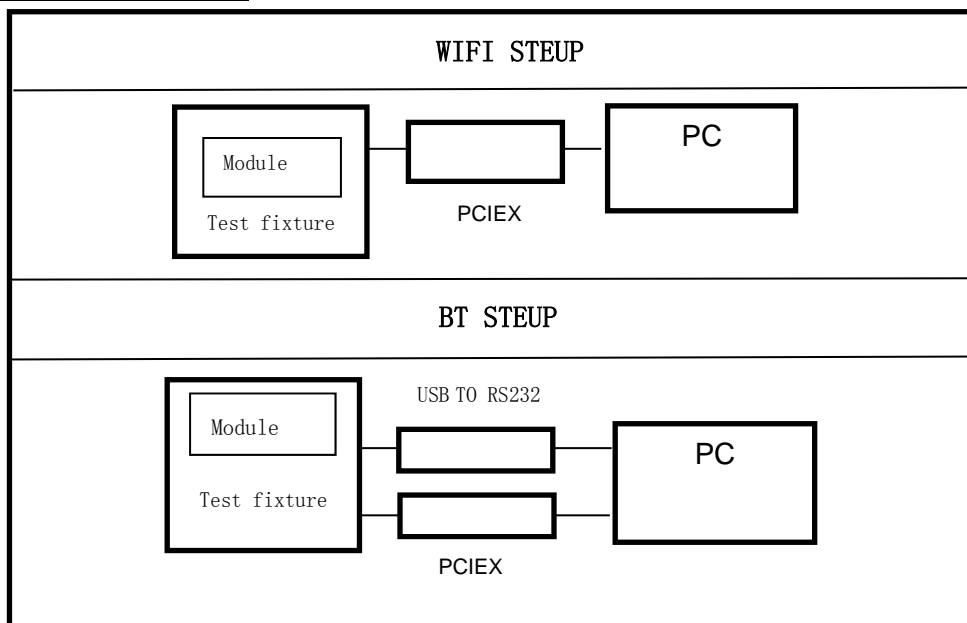 WIFI STEUP
PC
Module
Test fixture
PCIEX
BT STEUP
USB TO RS232
Module
PC
Test fixture
PCIEX